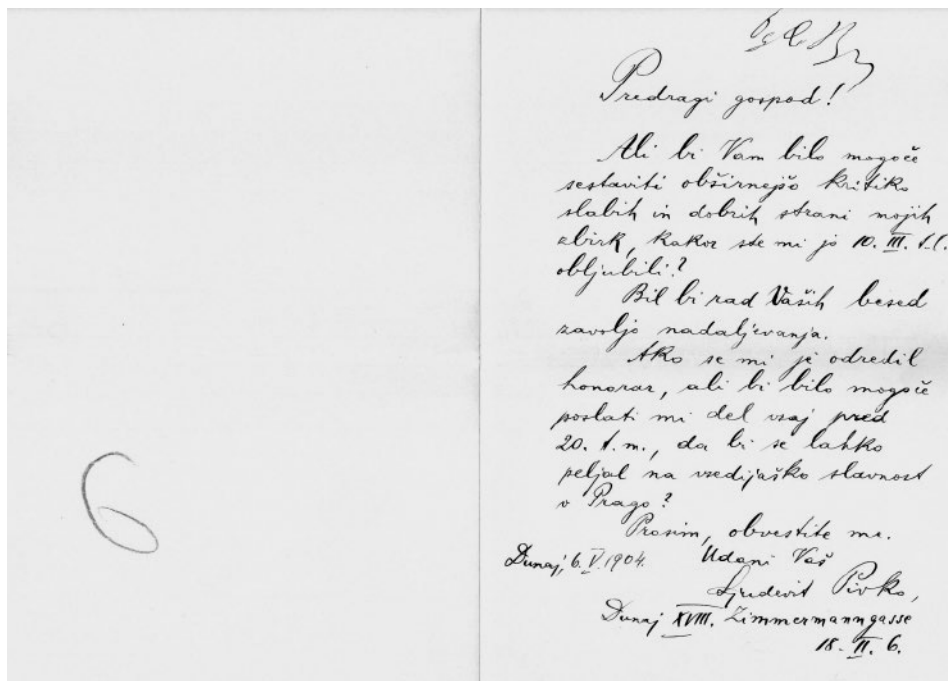 6
Predragi gospod!
Ali bi Vam bilo mogoče
sestaviti obširnejšo kritiko
slabih in dobrih strani mojih
zbirk, kakor ste mi jo 10. III. t.l.
obljubili?
Bil bi rad Vaših besed
zavoljo nadaljevanja.
Ako se mi je odredil
honorar, ali bi bilo mogoče
poslati mi del vsaj pred
20. t.m., da bi se lahko
peljal na vsedijaško slavnost
v Prago?
Prosim, obvestite me.
Dunaj, 6. V. 1904. Udani Vaš
Ljudevit Pivko,
Dunaj XVIII. Zimmermanngasse
18. II. 6.